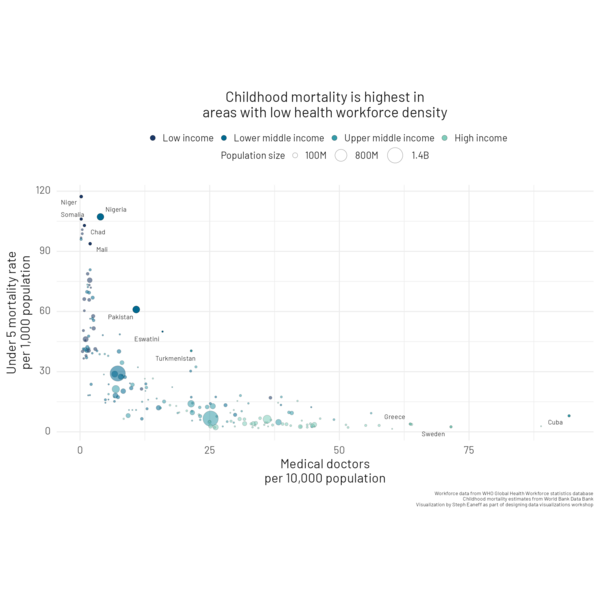 Childhood mortality is highest in
areas with low health workforce density
Low income Lower middle income Upper middle income High income
Population size 100M 800M 1.4B
Under 5 mortality rate
per 1,000 population
120
90
60
30
0
Niger
Nigeria
Somalia
Chad
Mali
Pakistan
Eswatini
Turkmenistan
Greece
Sweden
Cuba
0 25 50 75
Medical doctors
per 10,000 population
Workforce data from WHO Global Health Workforce statistics database
Childhood mortality estimates from World Bank Data Bank
Visualization by Steph Eaneff as part of designing data visualizations workshop